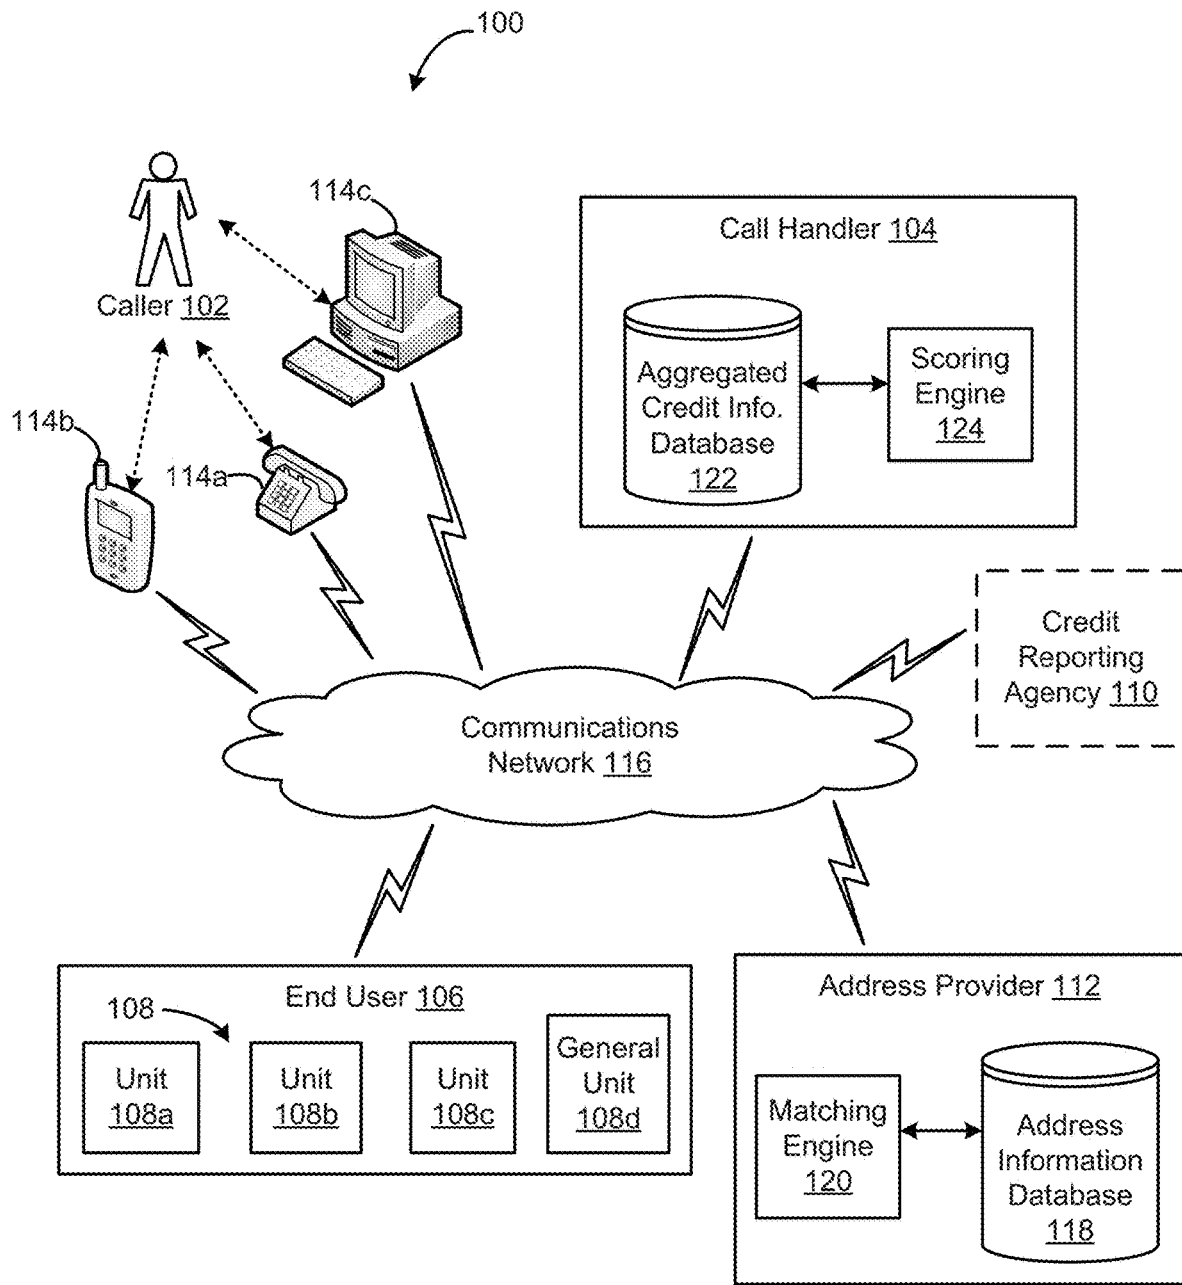 100
114c
Caller 102
114b
114a
Call Handler 104
Aggregated
Credit Info.
Database
122
Scoring
Engine
124
Credit
Reporting
Agency 110
Communications
Network 116
End User 106
108
Unit
108a
Unit
108b
Unit
108c
General
Unit
108d
Address Provider 112
Matching
Engine
120
Address
Information
Database
118